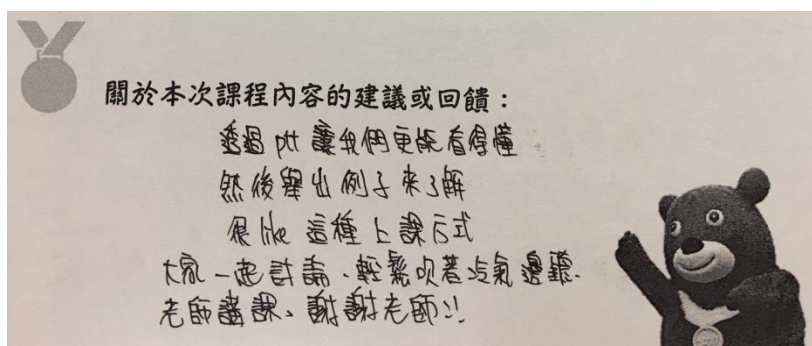 關於本次課程內容的建議或回饋：
透過 ptt 讓我們更能看得懂
然後舉出例子來了解
很 like 這種上課方式
大家一起討論、輕鬆吹著冷氣邊聽、
老師講課、謝謝老師!!